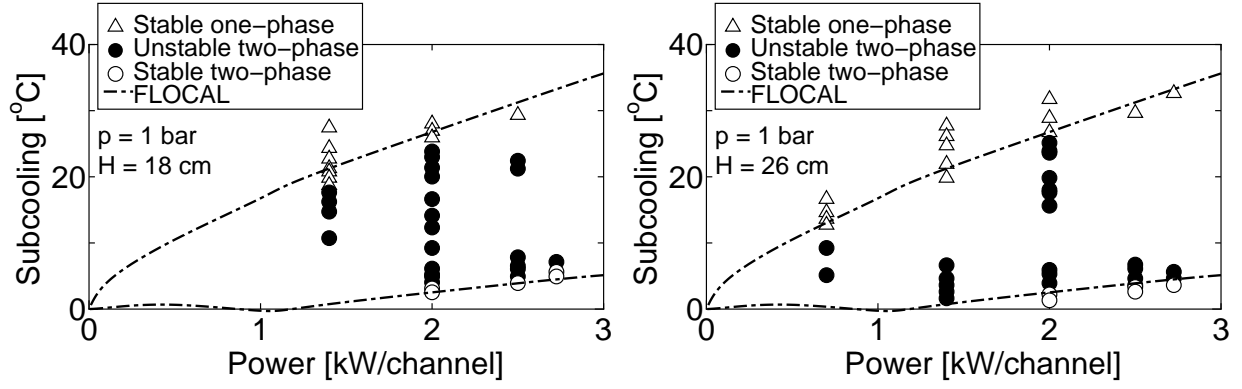 Stable one−phase
Unstable two−phase
Stable two−phase
FLOCAL
p = 1 bar
H = 18 cm
Subcooling [°C]
40
20
0
0 1 2 3
Power [kW/channel]
Stable one−phase
Unstable two−phase
Stable two−phase
FLOCAL
p = 1 bar
H = 26 cm
Subcooling [°C]
40
20
0
0 1 2 3
Power [kW/channel]